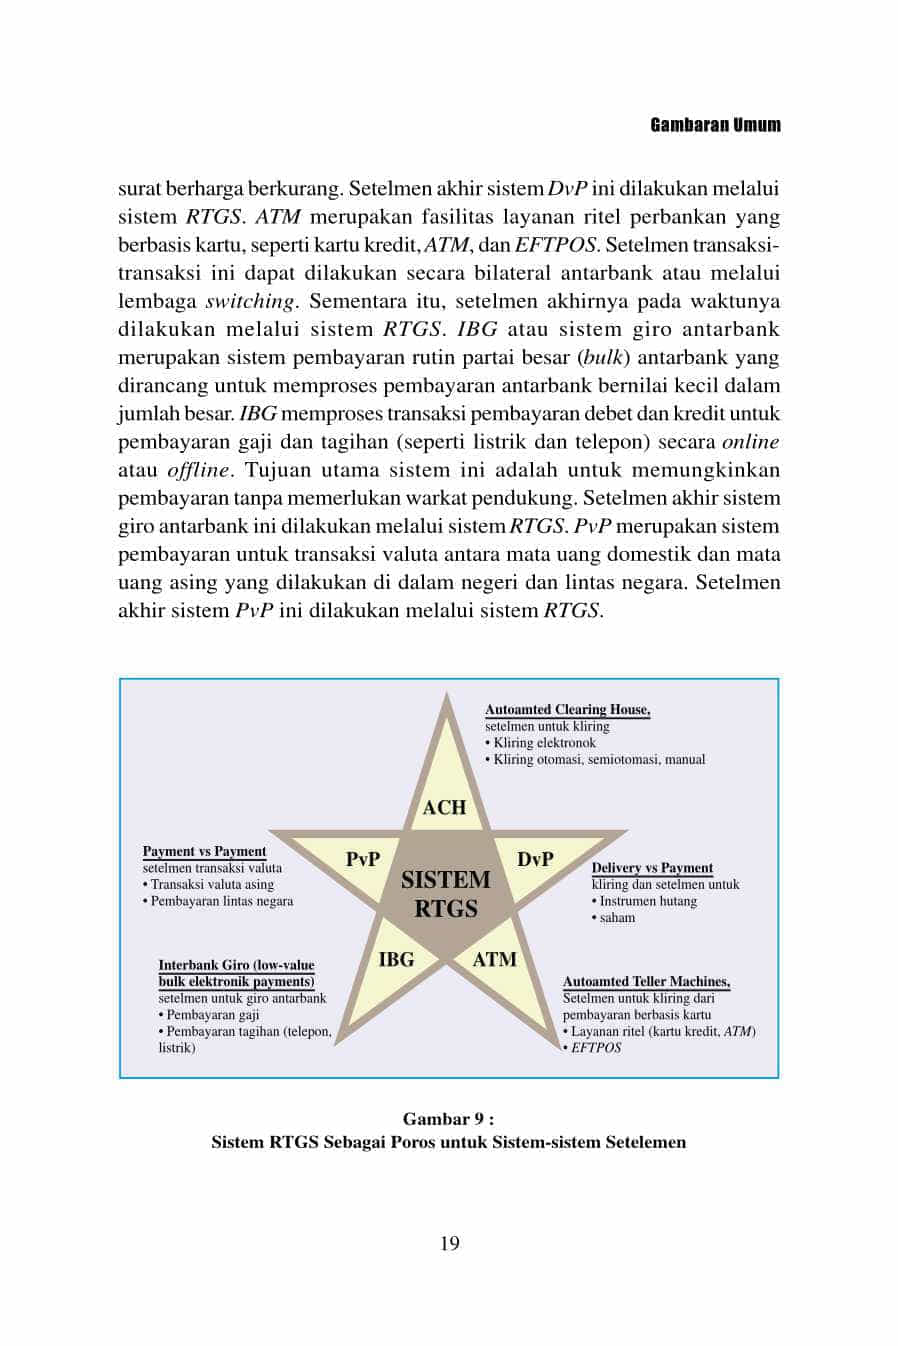 Gambaran Umum
surat berharga berkurang. Setelmen akhir sistem DvP ini dilakukan melalui
sistem RTGS. ATM merupakan fasilitas layanan ritel perbankan yang
berbasis kartu, seperti kartu kredit, ATM, dan EFTPOS. Setelmen transaksi-
transaksi ini dapat dilakukan secara bilateral antarbank atau melalui
lembaga switching. Sementara itu, setelmen akhirnya pada waktunya
dilakukan melalui sistem RTGS. IBG atau sistem giro antarbank
merupakan sistem pembayaran rutin partai besar (bulk) antarbank yang
dirancang untuk memproses pembayaran antarbank bernilai kecil dalam
jumlah besar. IBG memproses transaksi pembayaran debet dan kredit untuk
pembayaran gaji dan tagihan (seperti listrik dan telepon) secara online
atau offline. Tujuan utama sistem ini adalah untuk memungkinkan
pembayaran tanpa memerlukan warkat pendukung. Setelmen akhir sistem
giro antarbank ini dilakukan melalui sistem RTGS. PvP merupakan sistem
pembayaran untuk transaksi valuta antara mata uang domestik dan mata
uang asing yang dilakukan di dalam negeri dan lintas negara. Setelmen
akhir sistem PvP ini dilakukan melalui sistem RTGS.
Autoamted Clearing House,
setelmen untuk kliring
• Kliring elektronok
• Kliring otomasi, semiotomasi, manual
ACH
Payment vs Payment
setelmen transaksi valuta
• Transaksi valuta asing
• Pembayaran lintas negara
PvP
DvP
SISTEM
RTGS
Delivery vs Payment
kliring dan setelmen untuk
• Instrumen hutang
• saham
IBG
ATM
Interbank Giro (low-value
bulk elektronik payments)
setelmen untuk giro antarbank
• Pembayaran gaji
• Pembayaran tagihan (telepon,
listrik)
Autoamted Teller Machines,
Setelmen untuk kliring dari
pembayaran berbasis kartu
• Layanan ritel (kartu kredit, ATM)
• EFTPOS
Gambar 9 :
Sistem RTGS Sebagai Poros untuk Sistem-sistem Setelemen
19